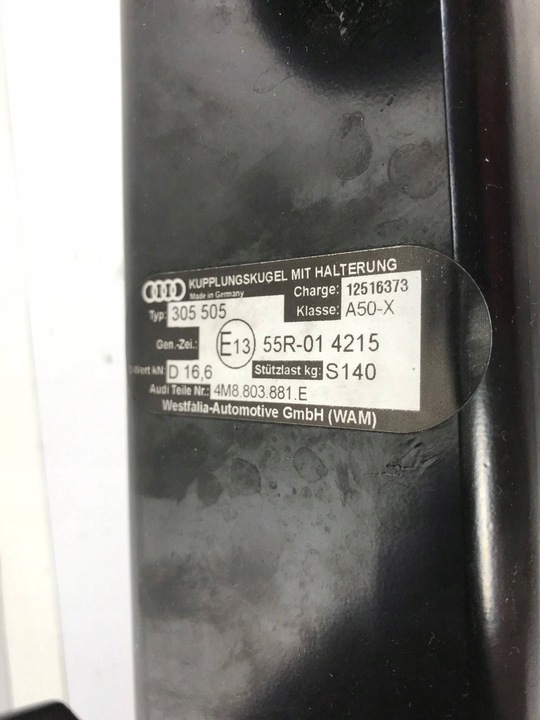 KUPPLUNGSKUGEL MIT HALTERUNG
Made in Germany
Charge: 12516373
Typ: 305 505 Klasse: A50-X
Gen.-Zei.: E13 55R-01 4215
D-Wert kN: D 16,6 Stützlast kg: S140
Audi Teile Nr.: 4M8.803.881.E
Westfalia-Automotive GmbH (WAM)